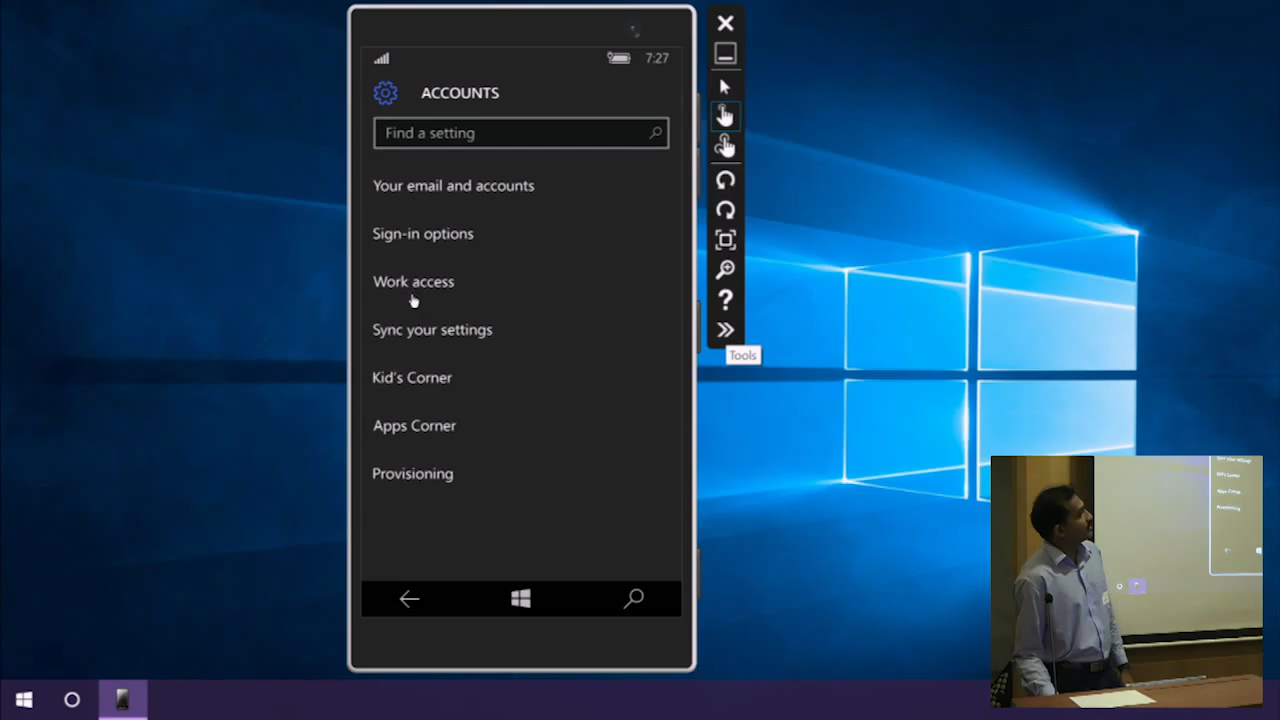 7:27
ACCOUNTS
Find a setting
Your email and accounts
Sign-in options
Work access
Sync your settings
Kid's Corner
Apps Corner
Provisioning
?
Tools